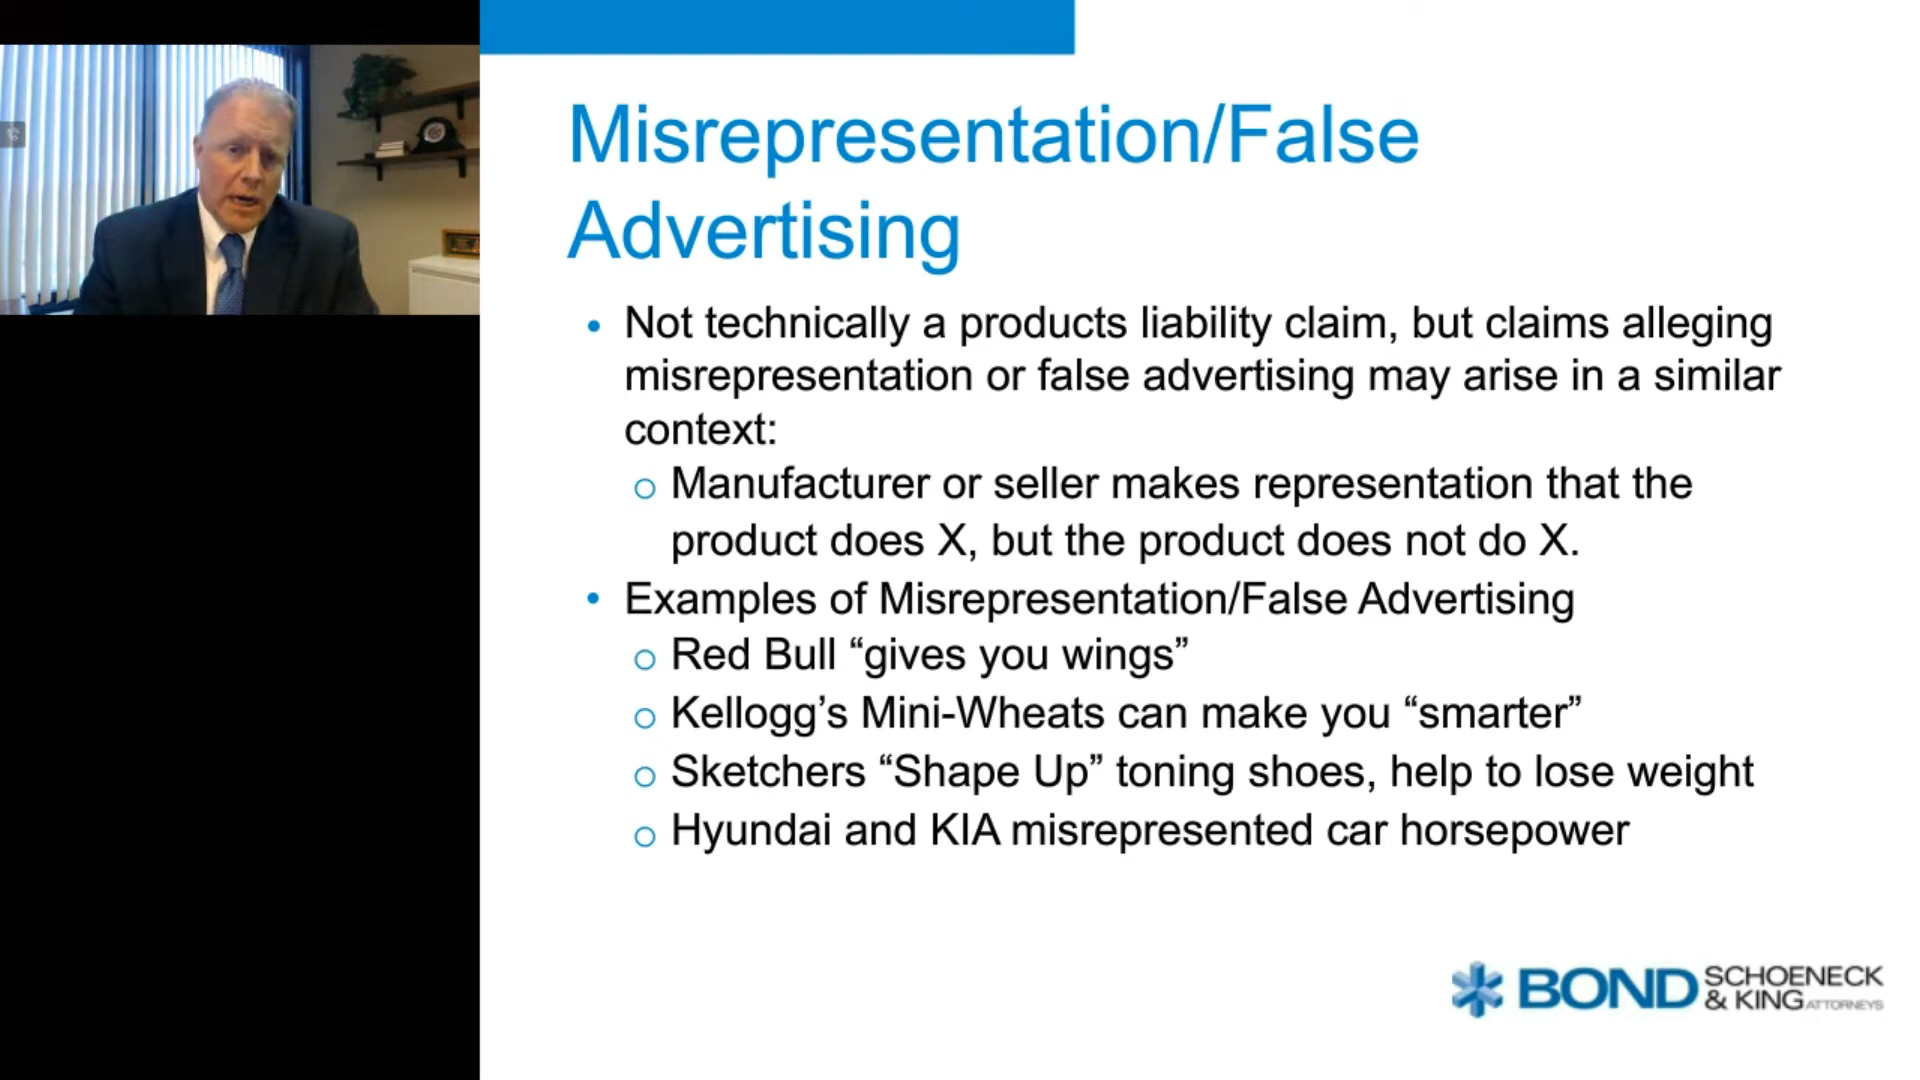 Misrepresentation/False
Advertising
• Not technically a products liability claim, but claims alleging
misrepresentation or false advertising may arise in a similar
context:
o Manufacturer or seller makes representation that the
product does X, but the product does not do X.
• Examples of Misrepresentation/False Advertising
o Red Bull “gives you wings”
o Kellogg’s Mini-Wheats can make you “smarter”
o Sketchers “Shape Up” toning shoes, help to lose weight
o Hyundai and KIA misrepresented car horsepower
BOND SCHOENECK
& KING ATTORNEYS